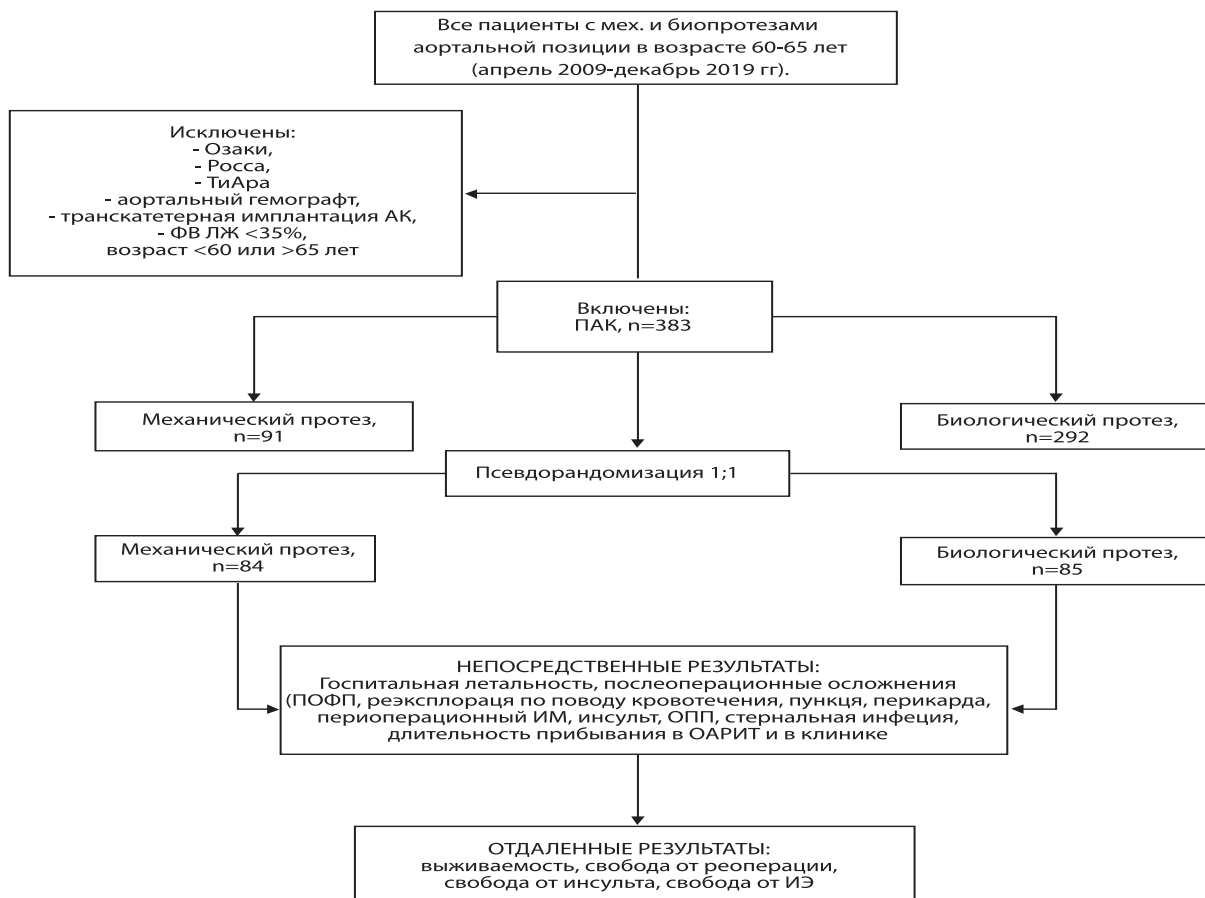 Все пациенты с мех. и биопротезами
аортальной позиции в возрасте 60-65 лет
(апрель 2009-декабрь 2019 гг).
Исключены:
- Озаки,
- Росса,
- ТиАра
- аортальный гемографт,
- транскатетерная имплантация АК,
- ФВ ЛЖ <35%,
возраст <60 или >65 лет
Включены:
ПАК, n=383
Механический протез,
n=91
Биологический протез,
n=292
Псевдорандомизация 1;1
Механический протез,
n=84
Биологический протез,
n=85
НЕПОСРЕДСТВЕННЫЕ РЕЗУЛЬТАТЫ:
Госпитальная летальность, послеоперационные осложнения
(ПОФП, реэксплораця по поводу кровотечения, пункця, перикарда,
периоперационный ИМ, инсульт, ОПП, стернальная инфеция,
длительность прибывания в ОАРИТ и в клинике
ОТДАЛЕННЫЕ РЕЗУЛЬТАТЫ:
выживаемость, свобода от реоперации,
свобода от инсульта, свобода от ИЭ